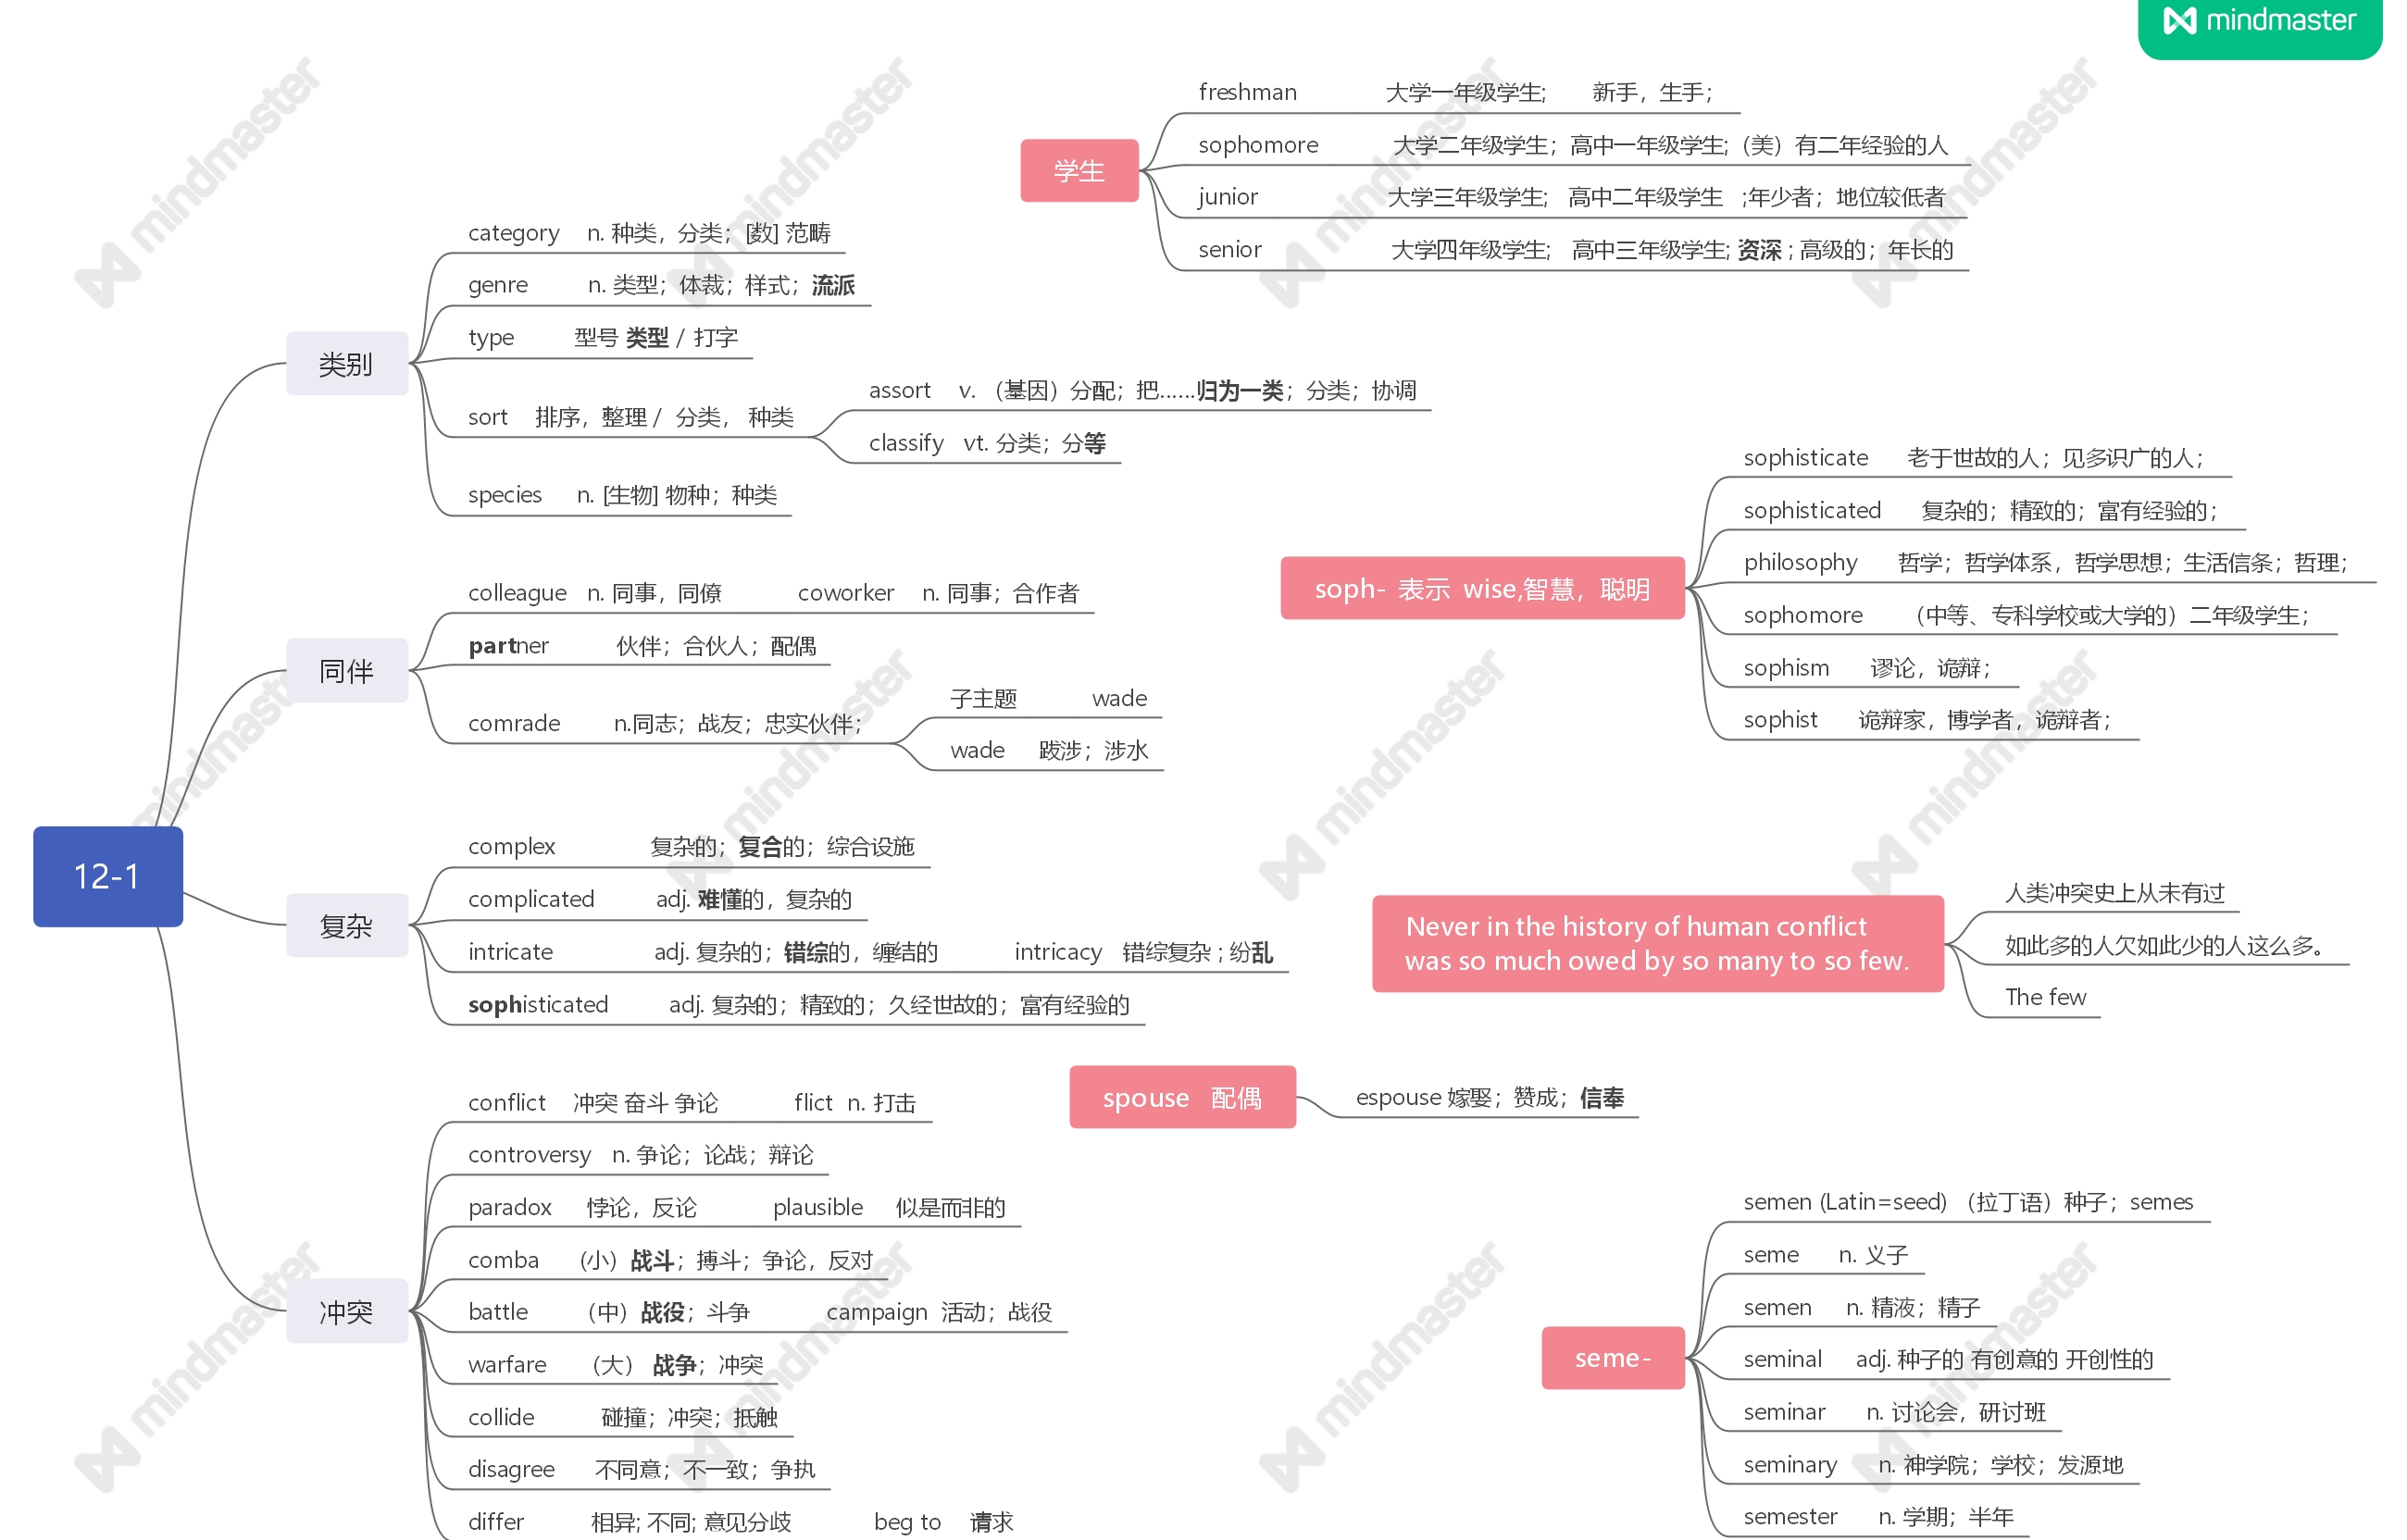 mindmaster
12-1
类别
category n. 种类，分类；[数] 范畴
genre n. 类型；体裁；样式；流派
type 型号 类型 / 打字
sort 排序，整理 / 分类， 种类
assort v. （基因）分配；把……归为一类；分类；协调
classify vt. 分类；分等
species n. [生物] 物种；种类
同伴
colleague n. 同事，同僚 coworker n. 同事；合作者
partner 伙伴；合伙人；配偶
comrade n.同志；战友；忠实伙伴；
子主题 wade
wade 跋涉；涉水
复杂
complex 复杂的；复合的；综合设施
complicated adj. 难懂的，复杂的
intricate adj. 复杂的；错综的，缠结的 intricacy 错综复杂 ; 纷乱
sophisticated adj. 复杂的；精致的；久经世故的；富有经验的
冲突
conflict 冲突 奋斗 争论 flict n. 打击
controversy n. 争论；论战；辩论
paradox 悖论，反论 plausible 似是而非的
comba （小）战斗；搏斗；争论，反对
battle （中）战役；斗争 campaign 活动；战役
warfare （大） 战争；冲突
collide 碰撞；冲突；抵触
disagree 不同意；不一致；争执
differ 相异; 不同; 意见分歧 beg to 请求
学生
freshman 大学一年级学生; 新手，生手；
sophomore 大学二年级学生；高中一年级学生;（美）有二年经验的人
junior 大学三年级学生; 高中二年级学生 ;年少者；地位较低者
senior 大学四年级学生; 高中三年级学生; 资深 ; 高级的；年长的
soph- 表示 wise,智慧，聪明
sophisticate 老于世故的人；见多识广的人；
sophisticated 复杂的；精致的；富有经验的；
philosophy 哲学；哲学体系，哲学思想；生活信条；哲理；
sophomore （中等、专科学校或大学的）二年级学生；
sophism 谬论，诡辩；
sophist 诡辩家，博学者，诡辩者；
Never in the history of human conflict
was so much owed by so many to so few.
人类冲突史上从未有过
如此多的人欠如此少的人这么多。
The few
spouse 配偶
espouse 嫁娶；赞成；信奉
seme-
semen (Latin=seed) （拉丁语）种子；semes
seme n. 义子
semen n. 精液；精子
seminal adj. 种子的 有创意的 开创性的
seminar n. 讨论会，研讨班
seminary n. 神学院；学校；发源地
semester n. 学期；半年